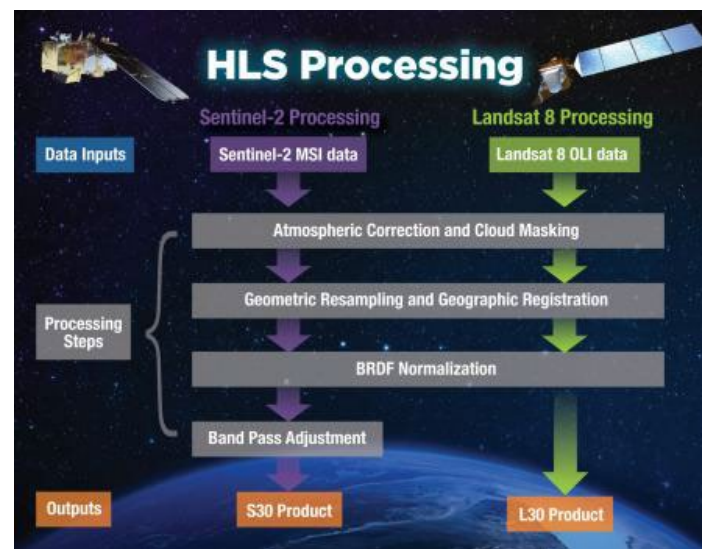 HLS Processing
Sentinel-2 Processing
Landsat 8 Processing
Data Inputs
Sentinel-2 MSI data
Landsat 8 OLI data
Atmospheric Correction and Cloud Masking
Geometric Resampling and Geographic Registration
Processing
Steps
BRDF Normalization
Band Pass Adjustment
Outputs
S30 Product
L30 Product